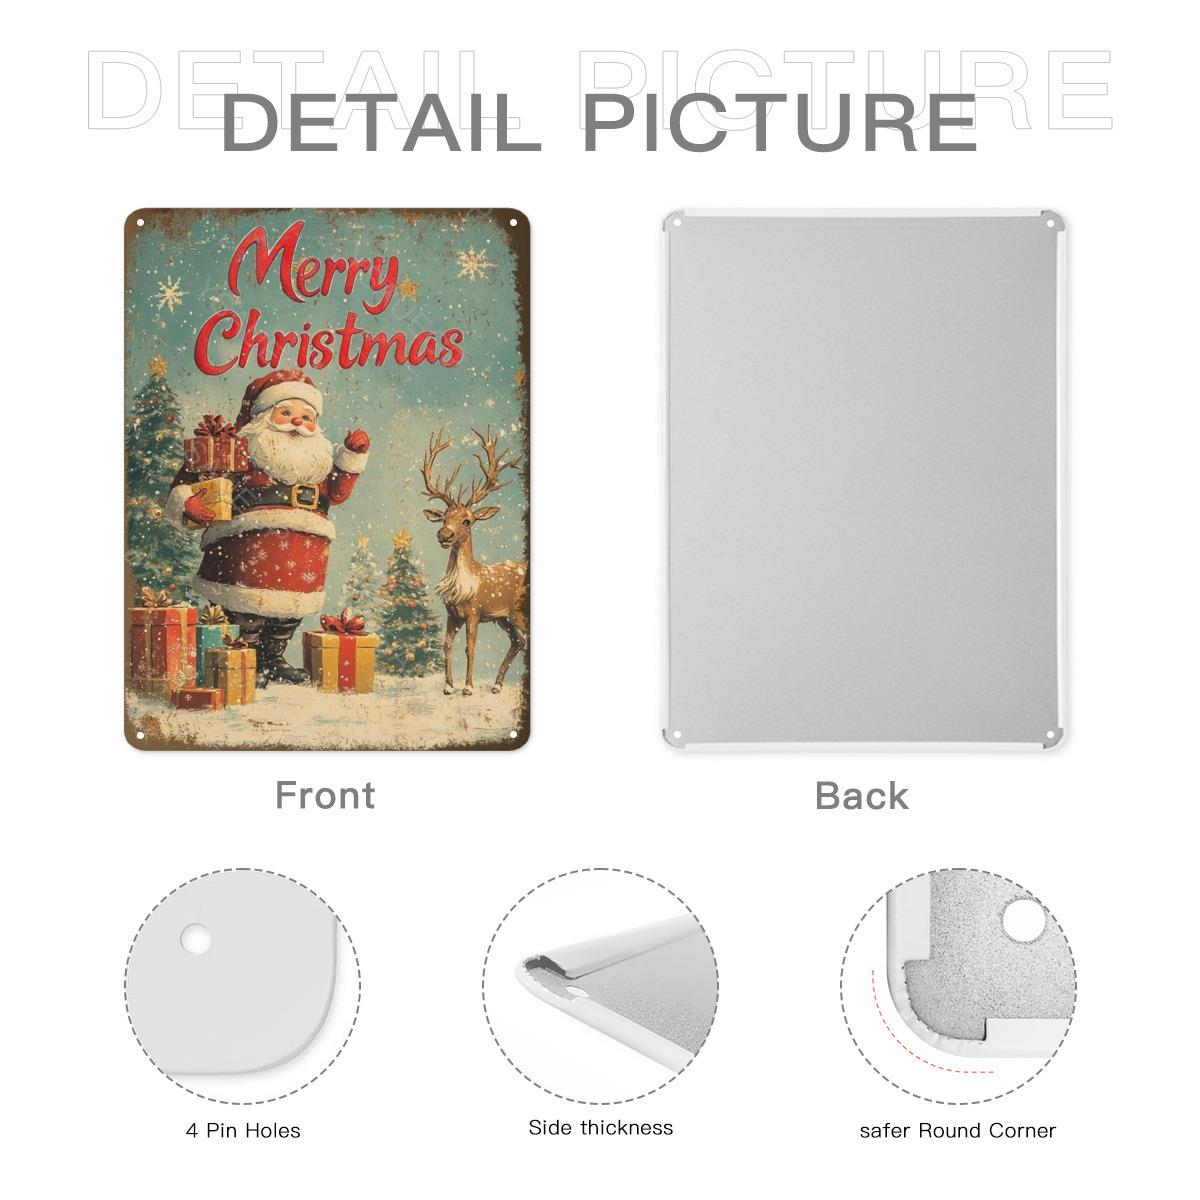 DETAIL PICTURE
DETAIL PICTURE
Merry
Christmas
Front
Back
4 Pin Holes
Side thickness
safer Round Corner